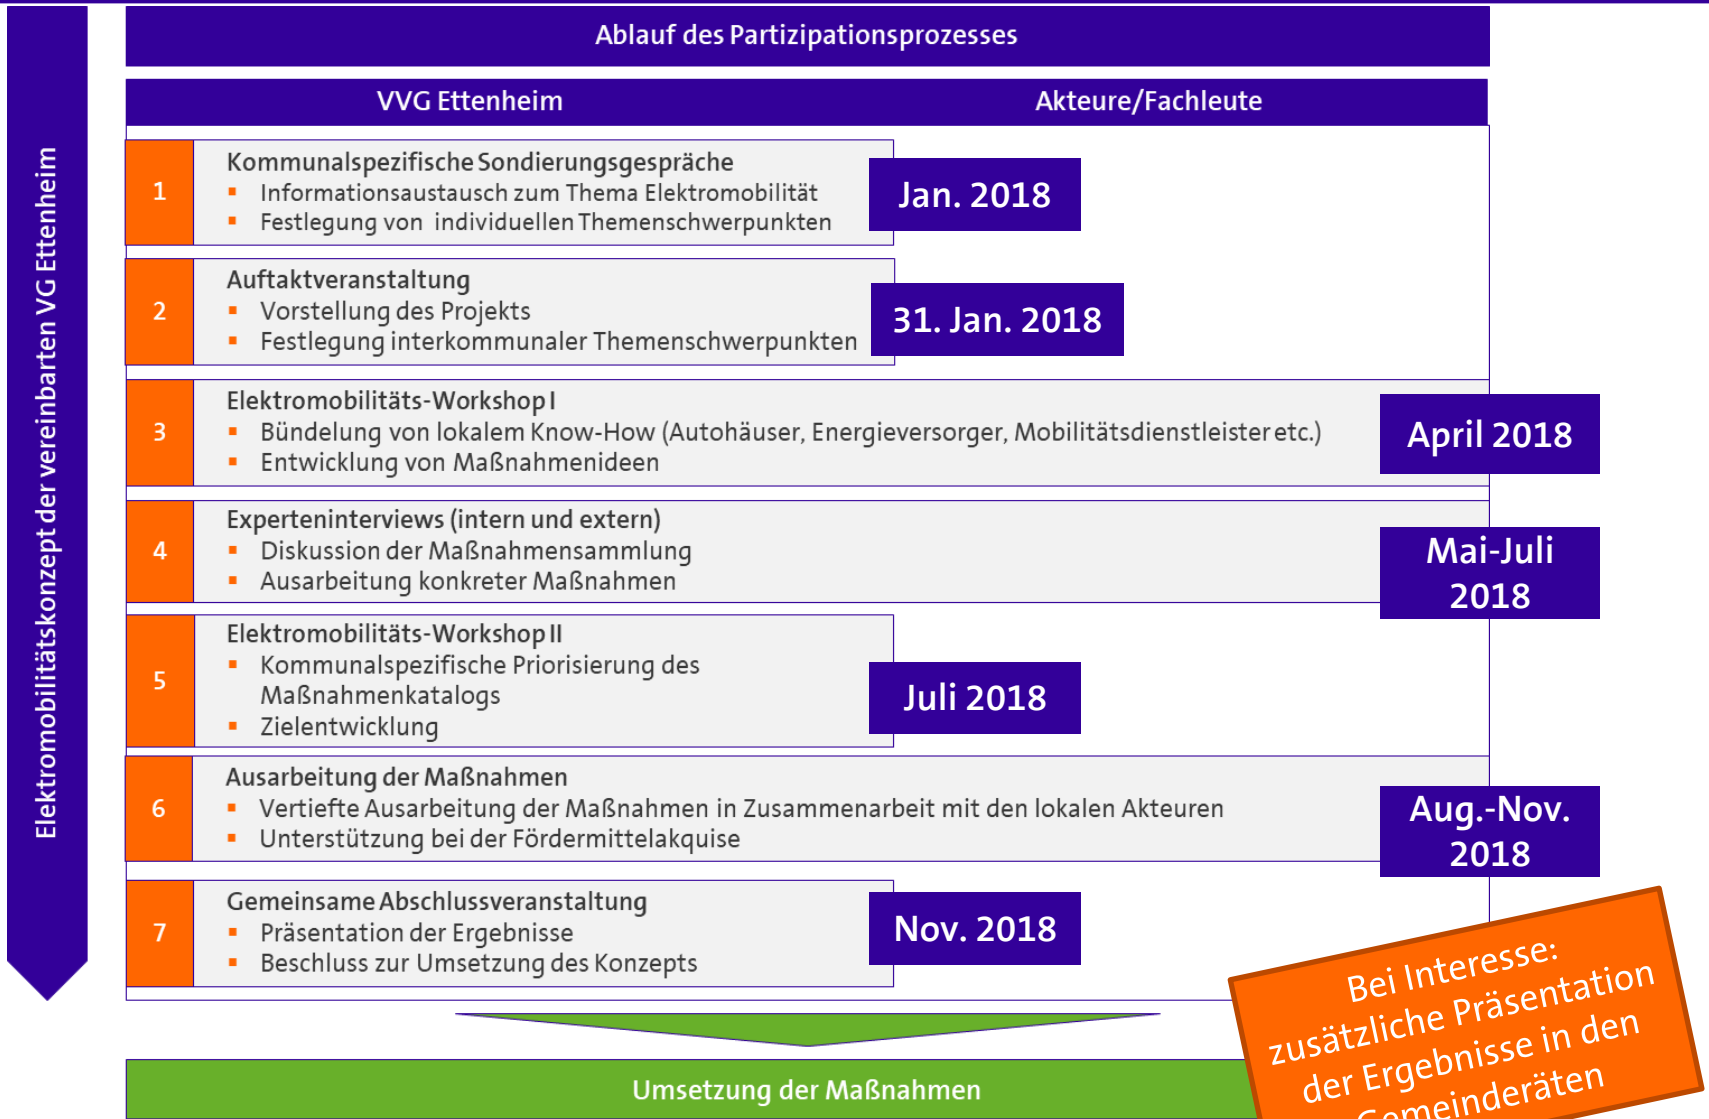 Ablauf des Partizipationsprozesses
VVG Ettenheim
Akteure/Fachleute
Elektromobilitätskonzept der vereinbarten VG Ettenheim
1
Kommunalspezifische Sondierungsgespräche
▪ Informationsaustausch zum Thema Elektromobilität
▪ Festlegung von individuellen Themenschwerpunkten
Jan. 2018
2
Auftaktveranstaltung
▪ Vorstellung des Projekts
▪ Festlegung interkommunaler Themenschwerpunkten
31. Jan. 2018
3
Elektromobilitäts-Workshop I
▪ Bündelung von lokalem Know-How (Autohäuser, Energieversorger, Mobilitätsdienstleister etc.)
▪ Entwicklung von Maßnahmenideen
April 2018
4
Experteninterviews (intern und extern)
▪ Diskussion der Maßnahmensammlung
▪ Ausarbeitung konkreter Maßnahmen
Mai-Juli
2018
5
Elektromobilitäts-Workshop II
▪ Kommunalspezifische Priorisierung des
Maßnahmenkatalogs
▪ Zielentwicklung
Juli 2018
6
Ausarbeitung der Maßnahmen
▪ Vertiefte Ausarbeitung der Maßnahmen in Zusammenarbeit mit den lokalen Akteuren
▪ Unterstützung bei der Fördermittelakquise
Aug.-Nov.
2018
7
Gemeinsame Abschlussveranstaltung
▪ Präsentation der Ergebnisse
▪ Beschluss zur Umsetzung des Konzepts
Nov. 2018
Umsetzung der Maßnahmen
Bei Interesse:
zusätzliche Präsentation
der Ergebnisse in den
Gemeinderäten